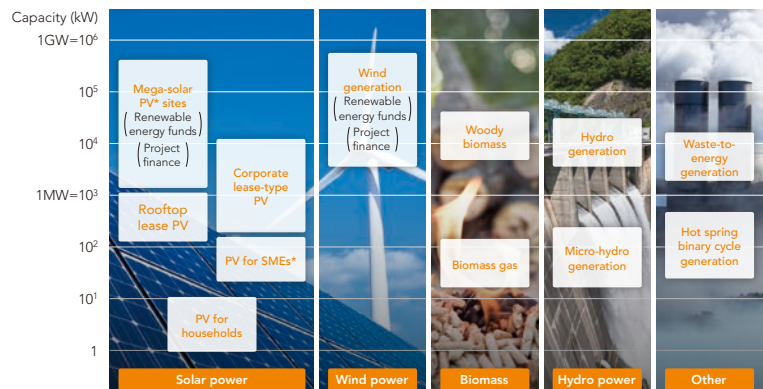 Capacity (kW)
1GW=10⁶
10⁵
10⁴
1MW=10³
10²
10¹
1
Mega-solar
PV* sites
(Renewable
energy funds)
(Project
finance)
Rooftop
lease PV
Corporate
lease-type
PV
PV for SMEs*
PV for
households
Solar power
Wind
generation
(Renewable
energy funds)
(Project
finance)
Wind power
Woody
biomass
Biomass gas
Biomass
Hydro
generation
Micro-hydro
generation
Hydro power
Waste-to-
energy
generation
Hot spring
binary cycle
generation
Other